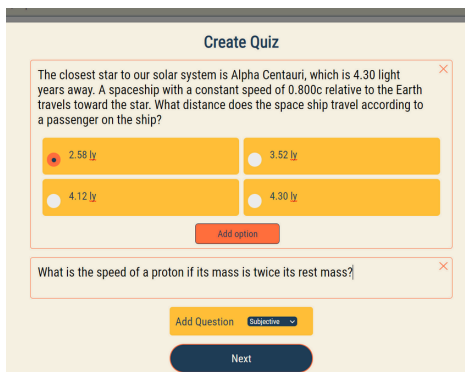 Create Quiz
The closest star to our solar system is Alpha Centauri, which is 4.30 light
years away. A spaceship with a constant speed of 0.800c relative to the Earth
travels toward the star. What distance does the space ship travel according to
a passenger on the ship?
2.58 ly
3.52 ly
4.12 ly
4.30 ly
Add option
What is the speed of a proton if its mass is twice its rest mass?
Add Question Subjective
Next